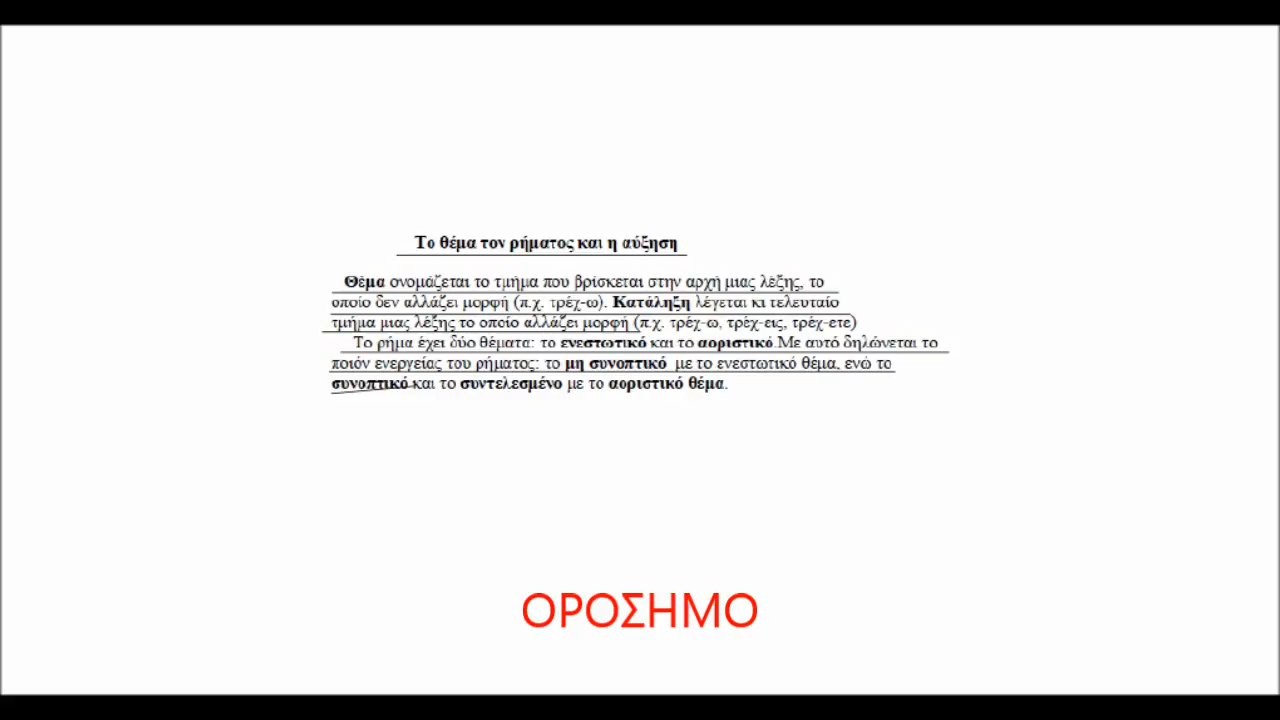 Το θέμα τον ρήματος και η αύξηση
Θέμα ονομάζεται το τμήμα που βρίσκεται στην αρχή μιας λέξης, το
οποίο δεν αλλάζει μορφή (π.χ. τρέχ-ω). Κατάληξη λέγεται κι τελευταίο
τμήμα μιας λέξης το οποίο αλλάζει μορφή (π.χ. τρέχ-ω, τρέχ-εις, τρέχ-ετε)
Το ρήμα έχει δύο θέματα: το ενεστωτικό και το αοριστικό.Με αυτό δηλώνεται το
ποιόν ενεργείας του ρήματος: το μη συνοπτικό με το ενεστωτικό θέμα, ενώ το
συνοπτικό και το συντελεσμένο με το αοριστικό θέμα.
ΟΡΟΣΗΜΟ